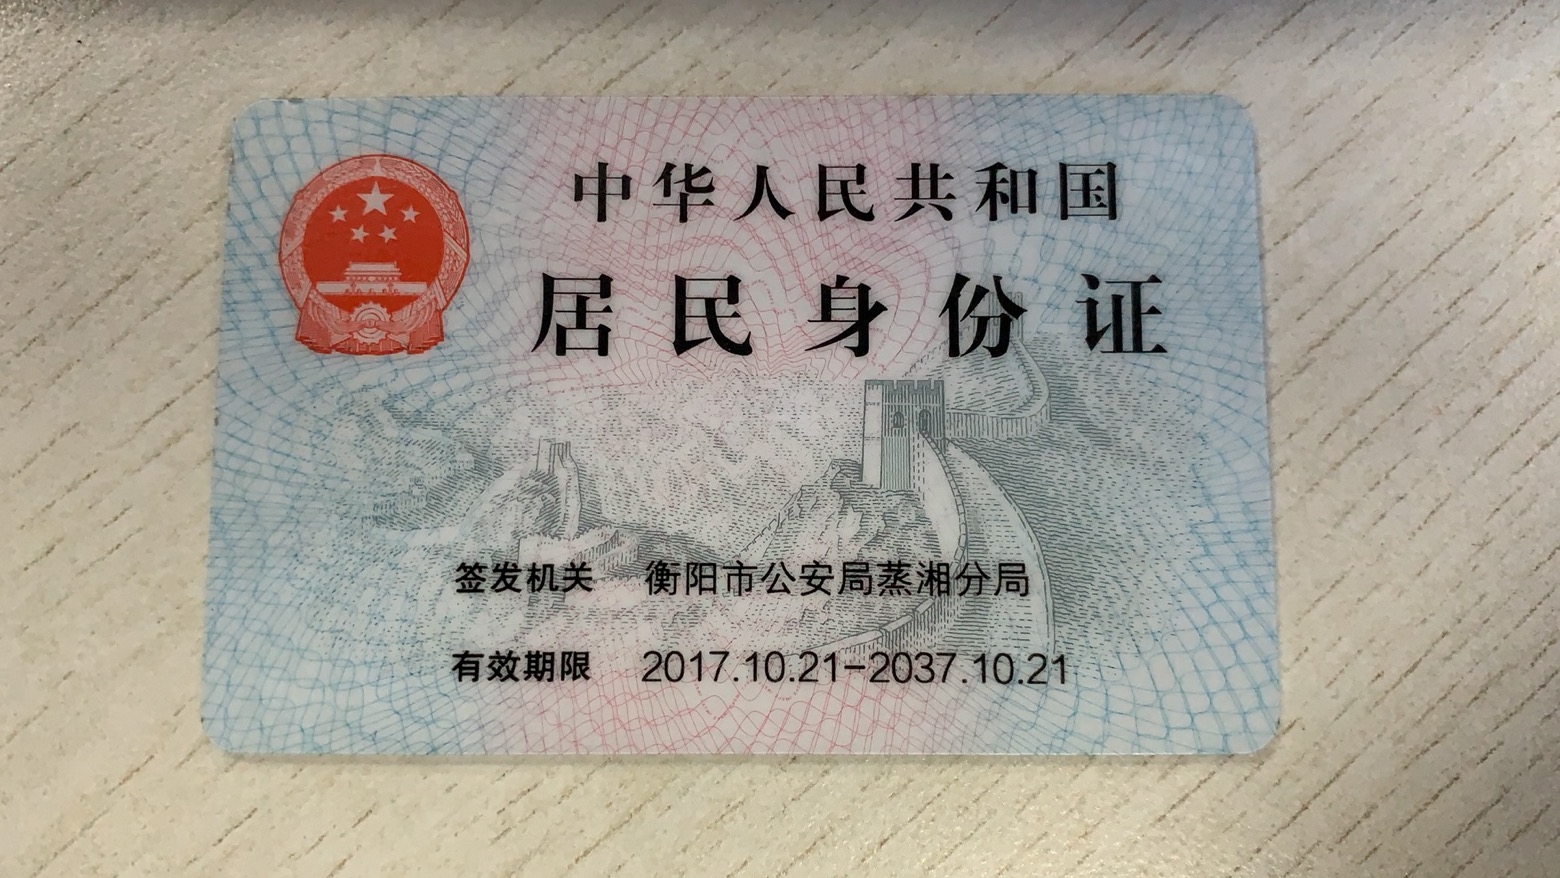 中华人民共和国
居民身份证
签发机关 衡阳市公安局蒸湘分局
有效期限 2017.10.21-2037.10.21